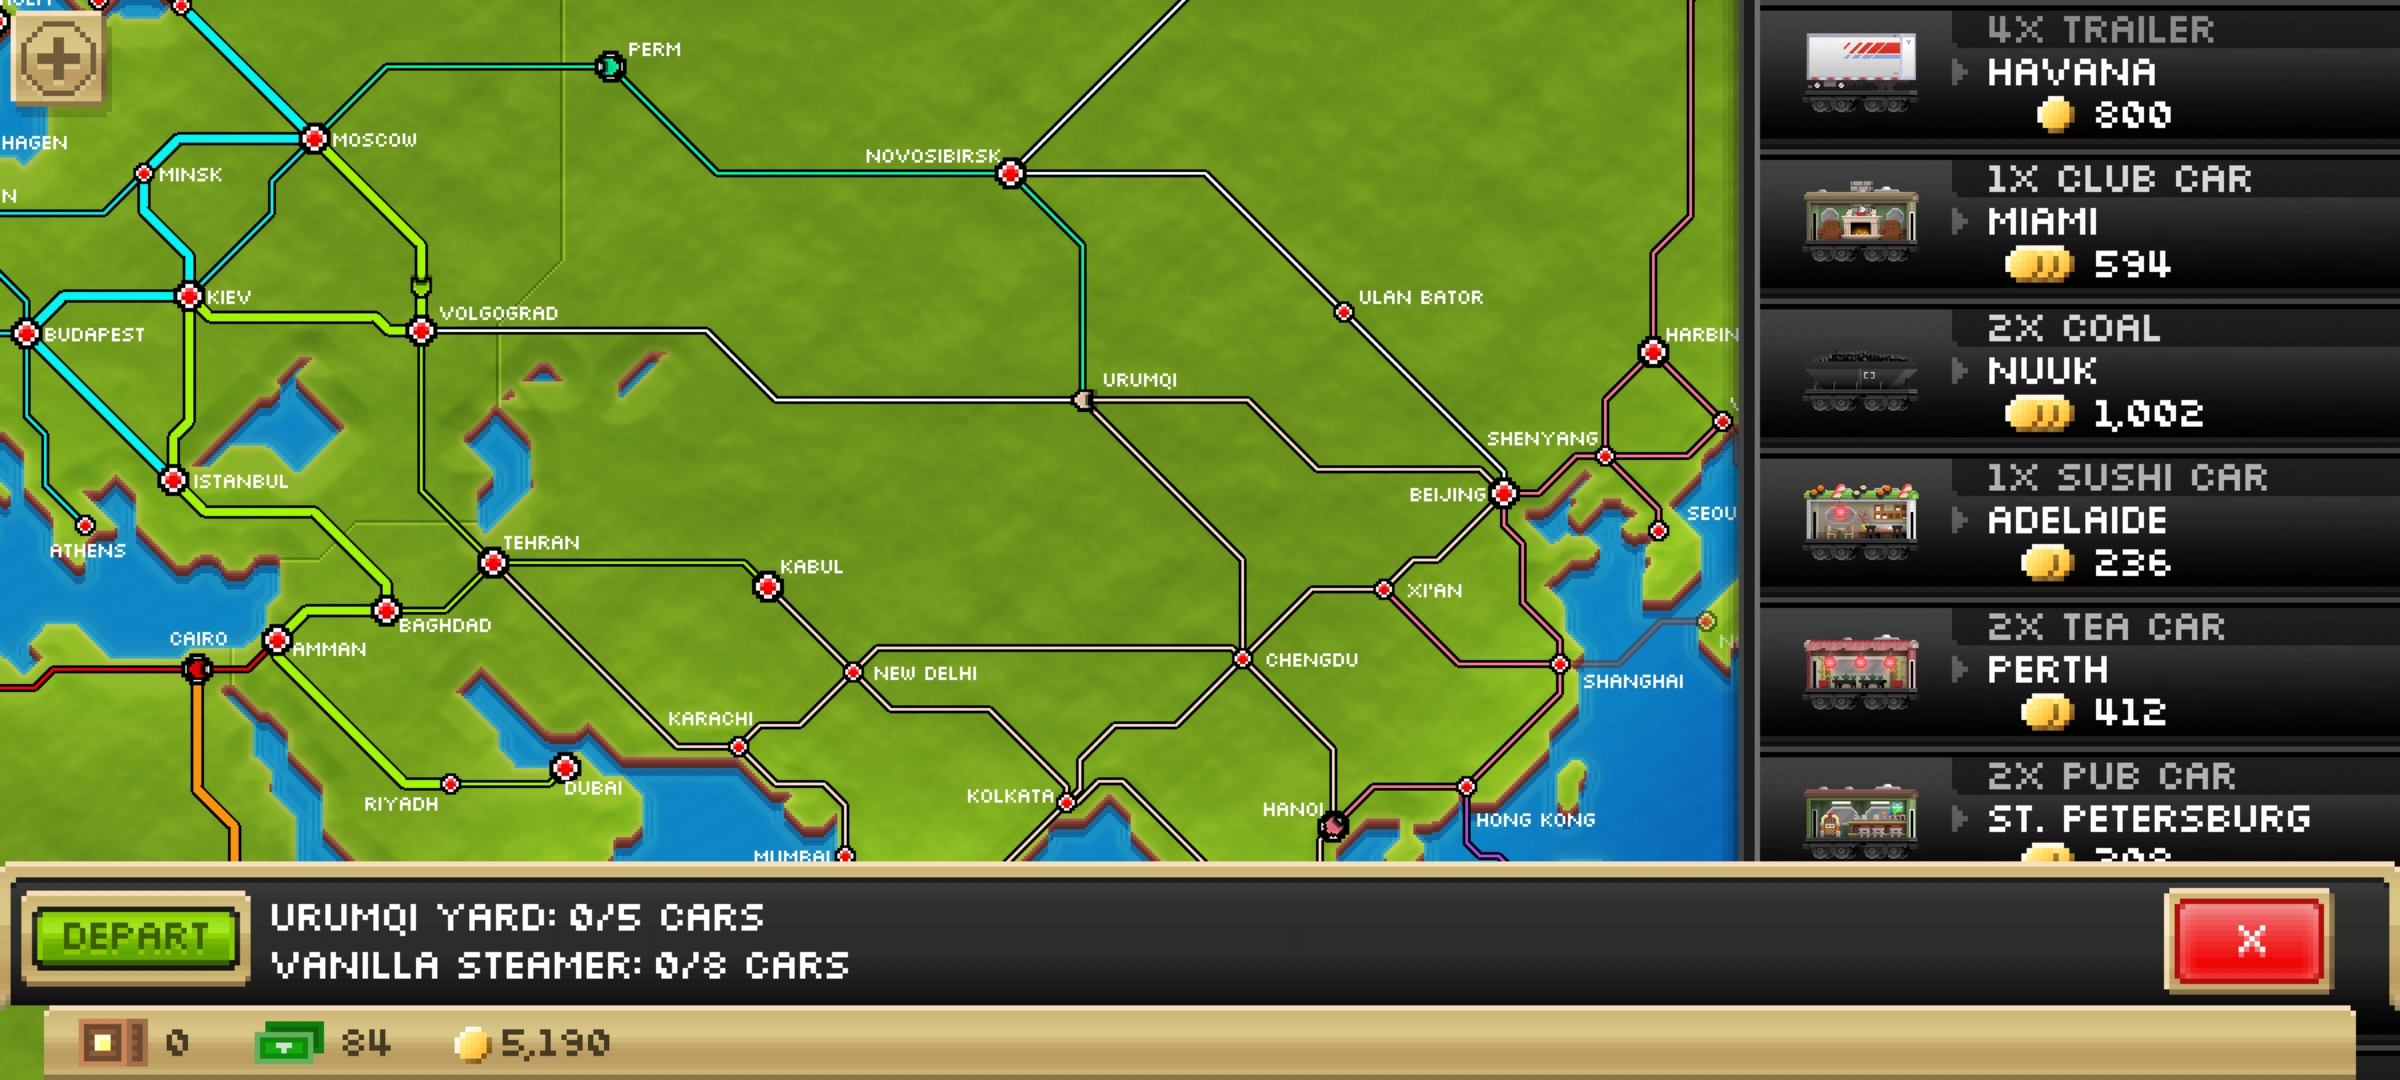 PERM
MOSCOW
HAGEN
NOVOSIBIRSK
MINSK
N
ULAN BATOR
KIEV
VOLGOGRAD
BUDAPEST
HARBIN
URUMQI
SHENYANG
ISTANBUL
BEIJING
SEOU
ATHENS
TEHRAN
KABUL
XI'AN
BAGHDAD
CAIRO
AMMAN
NEW DELHI
CHENGDU
SHANGHAI
KARACHI
DUBAI
RIYADH
KOLKATA
HANOI
HONG KONG
MUMBAI
4X TRAILER
HAVANA
800
1X CLUB CAR
MIAMI
594
2X COAL
NUUK
1,002
1X SUSHI CAR
ADELAIDE
236
2X TEA CAR
PERTH
412
2X PUB CAR
ST. PETERSBURG
DEPART
URUMQI YARD: 0/5 CARS
VANILLA STEAMER: 0/8 CARS
X
0
84
5,190